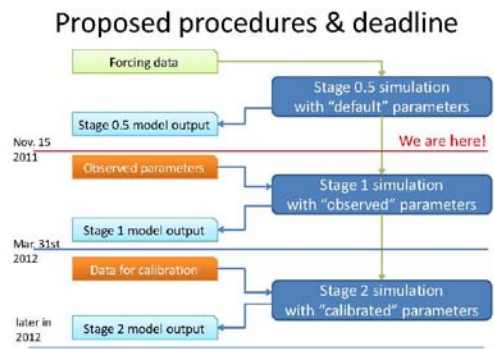 Proposed procedures & deadline
Forcing data
Stage 0.5 simulation
with "default" parameters
Stage 0.5 model output
Nov. 15
2011
We are here!
Observed parameters
Stage 1 simulation
with "observed" parameters
Stage 1 model output
Mar. 31st
2012
Data for calibration
Stage 2 simulation
with "calibrated" parameters
later in
2012
Stage 2 model output